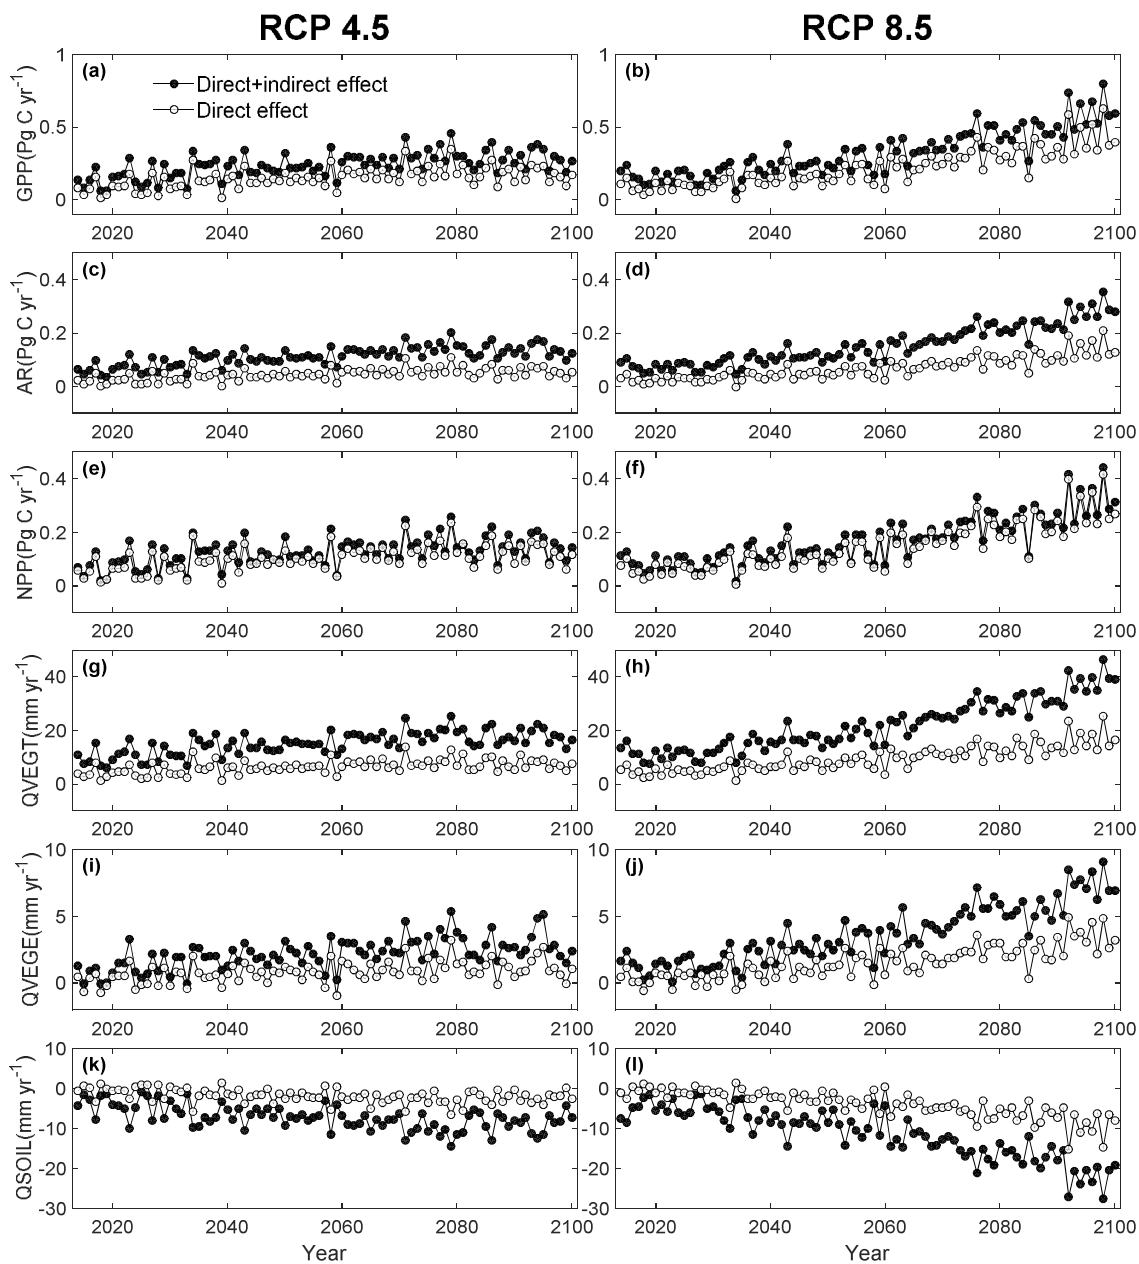 RCP 4.5 RCP 8.5
(a) (b)
Direct+indirect effect
Direct effect
GPP(Pg C yr-1)
1 0.5 0
1 0.5 0
2020 2040 2060 2080 2100 2020 2040 2060 2080 2100
(c) (d)
AR(Pg C yr-1)
0.4 0.2 0
0.4 0.2 0
2020 2040 2060 2080 2100 2020 2040 2060 2080 2100
(e) (f)
NPP(Pg C yr-1)
0.4 0.2 0
0.4 0.2 0
2020 2040 2060 2080 2100 2020 2040 2060 2080 2100
(g) (h)
QVEGT(mm yr-1)
40 20 0
40 20 0
2020 2040 2060 2080 2100 2020 2040 2060 2080 2100
(i) (j)
QVEGE(mm yr-1)
10 5 0
10 5 0
2020 2040 2060 2080 2100 2020 2040 2060 2080 2100
(k) (l)
QSOIL(mm yr-1)
10 0 -10 -20 -30
10 0 -10 -20 -30
2020 2040 2060 2080 2100 2020 2040 2060 2080 2100
Year Year